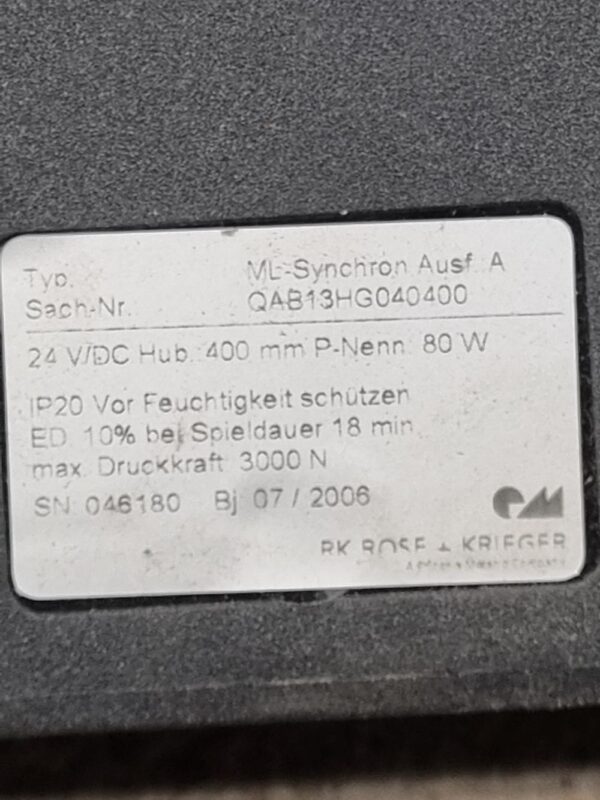 Typ. ML-Synchron Ausf. A
Sach-Nr. QAB13HG040400
24 V/DC Hub. 400 mm P-Nenn. 80 W
IP20 Vor Feuchtigkeit schützen
ED. 10% bei Spieldauer 18 min.
max. Druckkraft 3000 N
SN 046180 Bj 07 / 2006
RK ROSE + KRIEGER
A Company